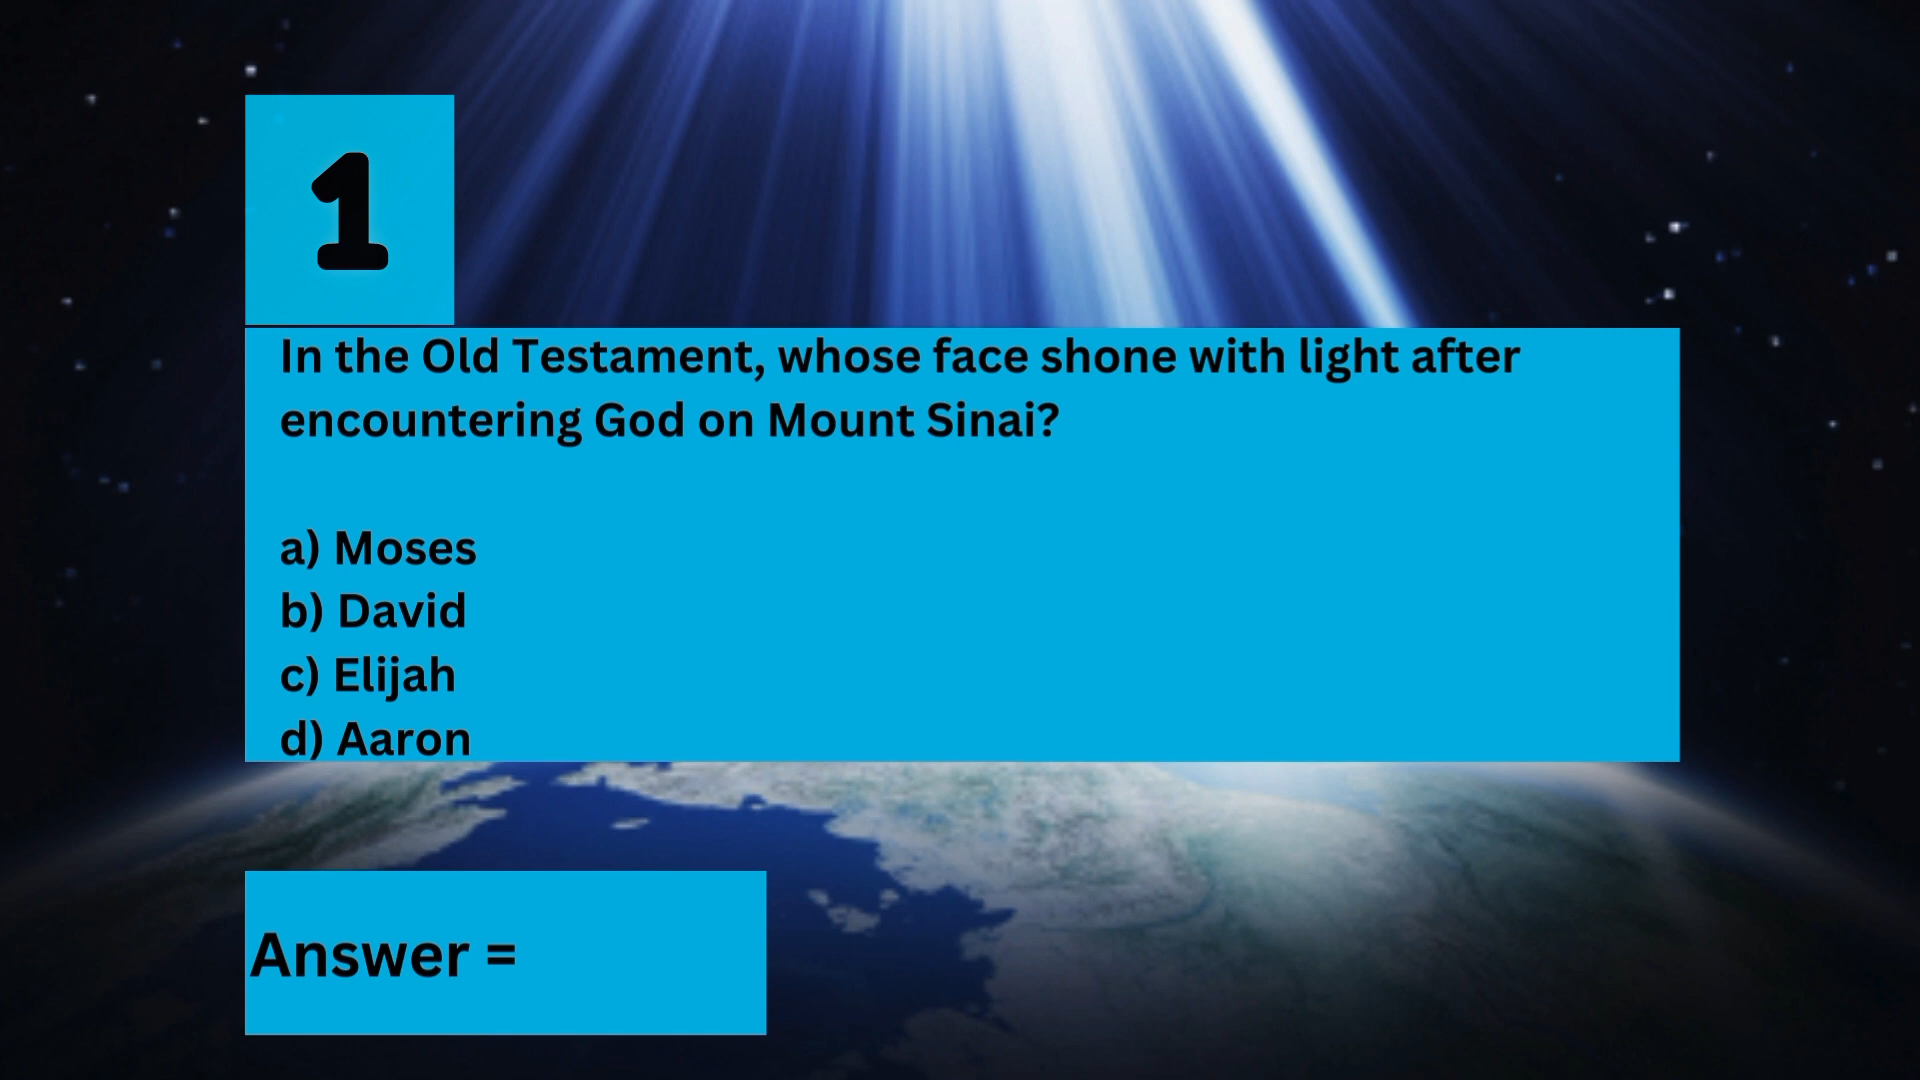 1
In the Old Testament, whose face shone with light after
encountering God on Mount Sinai?
a) Moses
b) David
c) Elijah
d) Aaron
Answer =